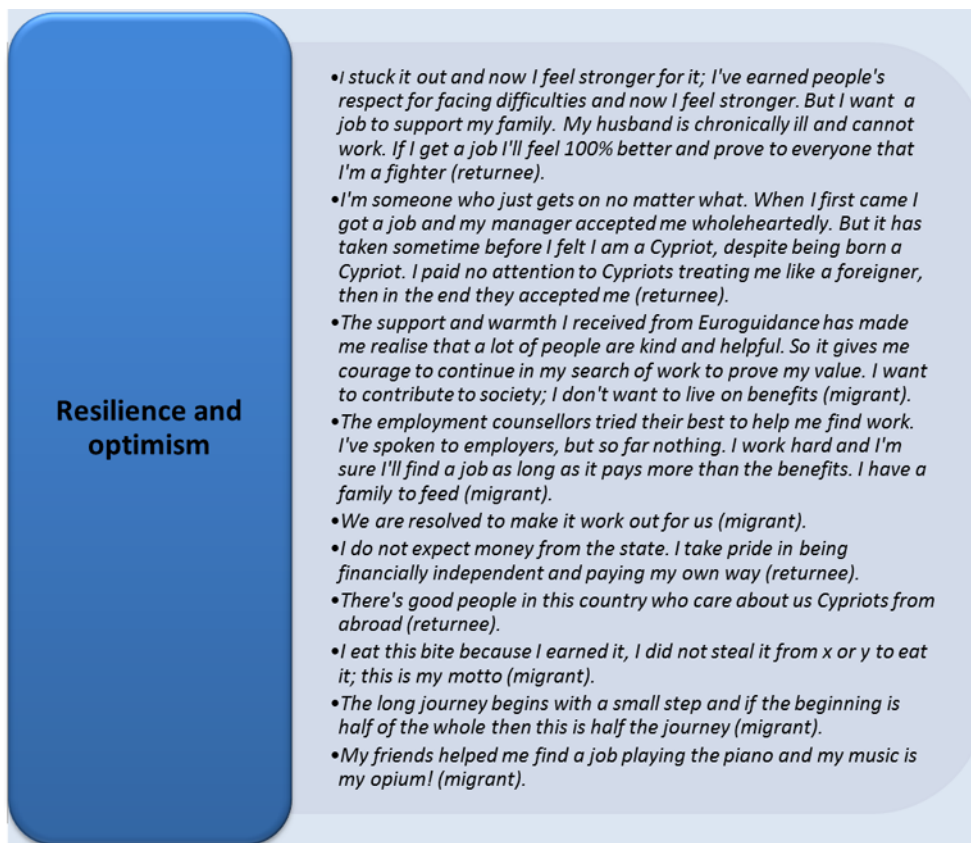 Resilience and
optimism
•I stuck it out and now I feel stronger for it; I've earned people's
respect for facing difficulties and now I feel stronger. But I want a
job to support my family. My husband is chronically ill and cannot
work. If I get a job I'll feel 100% better and prove to everyone that
I'm a fighter (returnee).
•I'm someone who just gets on no matter what. When I first came I
got a job and my manager accepted me wholeheartedly. But it has
taken sometime before I felt I am a Cypriot, despite being born a
Cypriot. I paid no attention to Cypriots treating me like a foreigner,
then in the end they accepted me (returnee).
•The support and warmth I received from Euroguidance has made
me realise that a lot of people are kind and helpful. So it gives me
courage to continue in my search of work to prove my value. I want
to contribute to society; I don't want to live on benefits (migrant).
•The employment counsellors tried their best to help me find work.
I've spoken to employers, but so far nothing. I work hard and I'm
sure I'll find a job as long as it pays more than the benefits. I have a
family to feed (migrant).
•We are resolved to make it work out for us (migrant).
•I do not expect money from the state. I take pride in being
financially independent and paying my own way (returnee).
•There's good people in this country who care about us Cypriots from
abroad (returnee).
•I eat this bite because I earned it, I did not steal it from x or y to eat
it; this is my motto (migrant).
•The long journey begins with a small step and if the beginning is
half of the whole then this is half the journey (migrant).
•My friends helped me find a job playing the piano and my music is
my opium! (migrant).